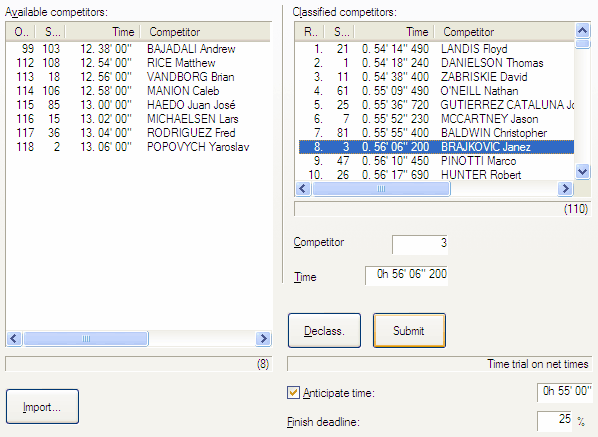 Available competitors:
O.. S... Time Competitor
99 103 12. 38' 00" BAJADALI Andrew
112 108 12. 54' 00" RICE Matthew
113 18 12. 56' 00" VANDBORG Brian
114 106 12. 58' 00" MANION Caleb
115 85 13. 00' 00" HAEDO Juan José
116 15 13. 02' 00" MICHAELSEN Lars
117 36 13. 04' 00" RODRIGUEZ Fred
118 2 13. 06' 00" POPOVYCH Yaroslav
(8)
Import...
Classified competitors:
R.. S... Time Competitor
1. 21 0. 54' 14" 490 LANDIS Floyd
2. 1 0. 54' 18" 240 DANIELSON Thomas
3. 11 0. 54' 38" 400 ZABRISKIE David
4. 61 0. 55' 09" 490 O'NEILL Nathan
5. 25 0. 55' 36" 720 GUTIERREZ CATALUNA Jo
6. 7 0. 55' 52" 230 MCCARTNEY Jason
7. 81 0. 55' 55" 400 BALDWIN Christopher
8. 3 0. 56' 06" 200 BRAJKOVIC Janez
9. 47 0. 56' 10" 450 PINOTTI Marco
10. 26 0. 56' 17" 690 HUNTER Robert
(110)
Competitor 3
Time 0h 56' 06" 200
Declass. Submit
Time trial on net times
Anticipate time: 0h 55' 00"
Finish deadline: 25 %